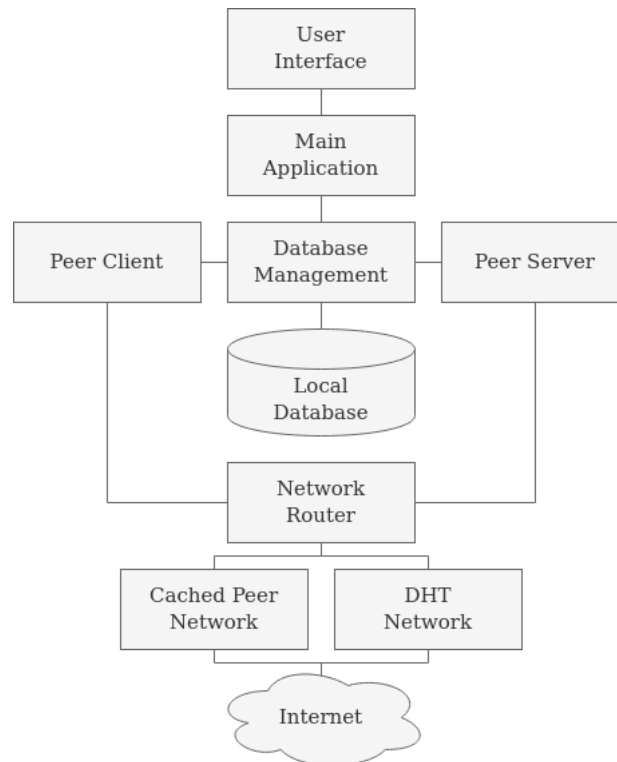 User
Interface
Main
Application
Peer Client
Database
Management
Peer Server
Local
Database
Network
Router
Cached Peer
Network
DHT
Network
Internet